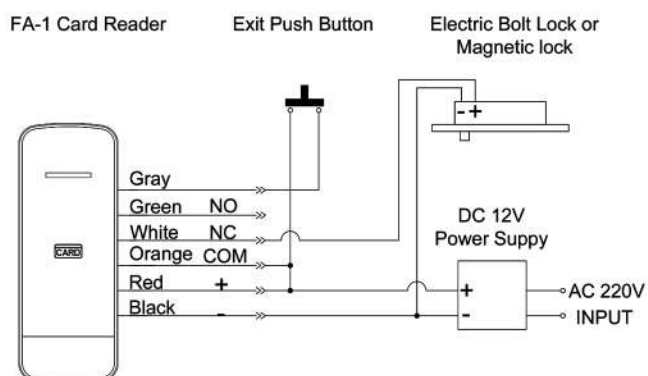 FA-1 Card Reader
Exit Push Button
Electric Bolt Lock or
Magnetic lock
- +
Gray
Green NO
White NC
CARD
Orange COM
Red +
Black -
DC 12V
Power Suppy
+
-
AC 220V
INPUT